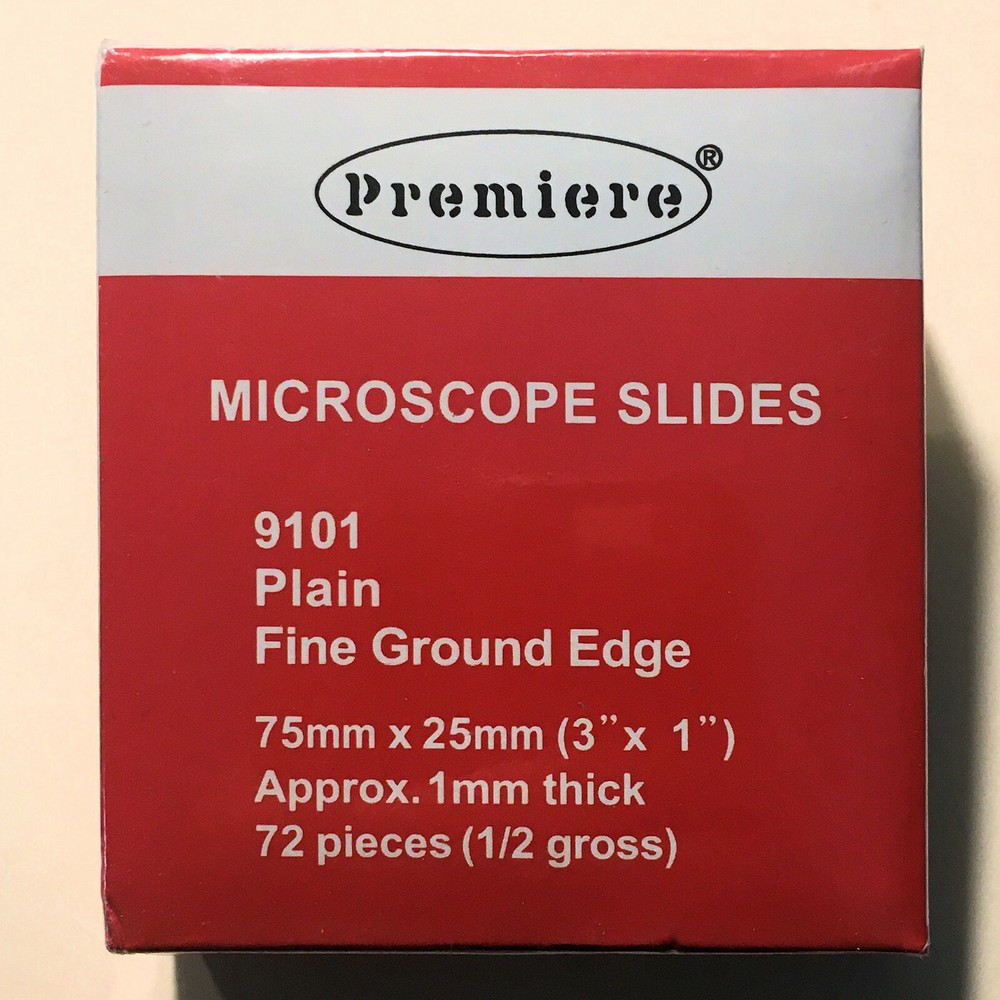 Premiere®
MICROSCOPE SLIDES
9101
Plain
Fine Ground Edge
75mm x 25mm (3” x 1”)
Approx. 1mm thick
72 pieces (1/2 gross)